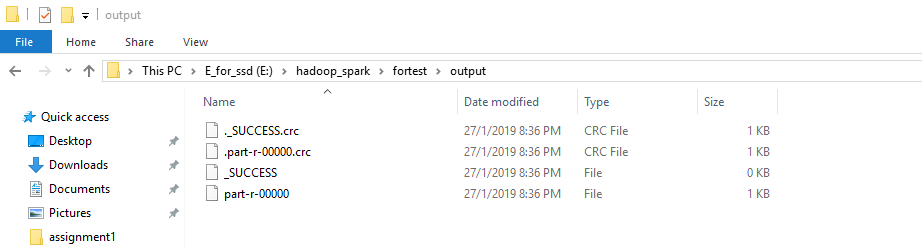 output
File Home Share View
This PC E_for_ssd (E:) hadoop_spark fortest output
Quick access
Desktop
Downloads
Documents
Pictures
assignment1
Name Date modified Type Size
._SUCCESS.crc 27/1/2019 8:36 PM CRC File 1 KB
.part-r-00000.crc 27/1/2019 8:36 PM CRC File 1 KB
_SUCCESS 27/1/2019 8:36 PM File 0 KB
part-r-00000 27/1/2019 8:36 PM File 1 KB